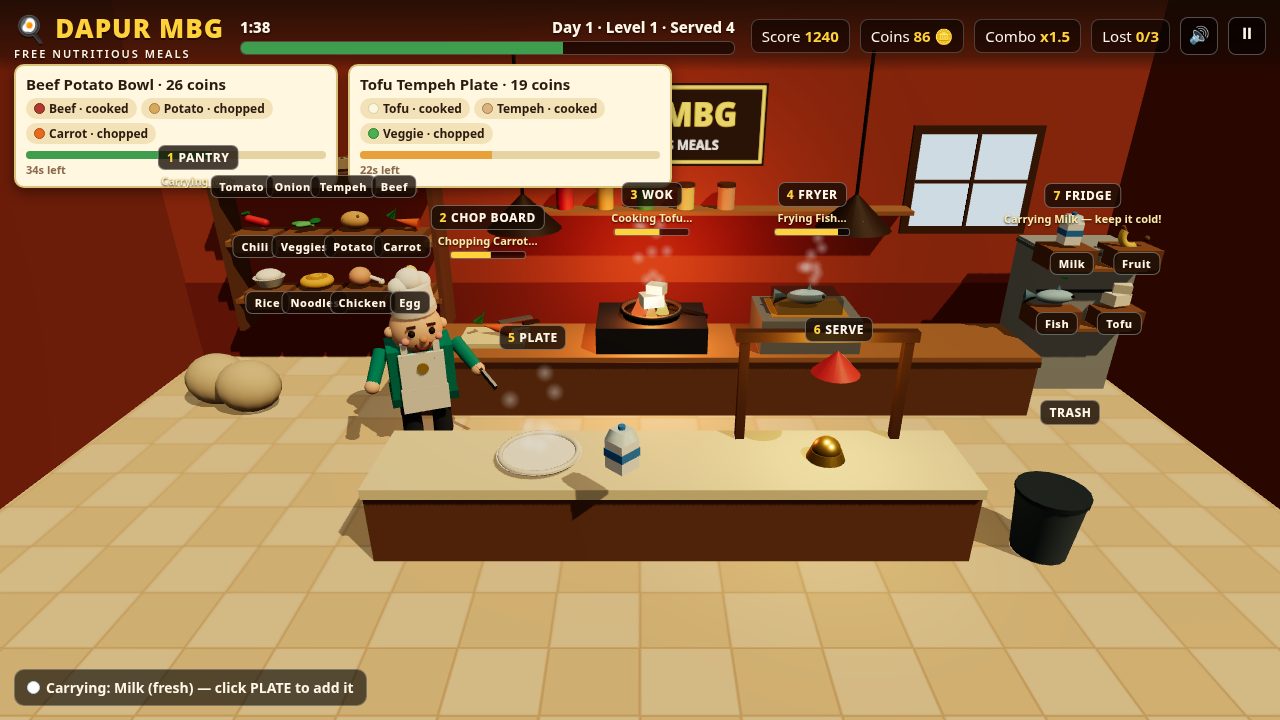 DAPUR MBG
FREE NUTRITIOUS MEALS
1:38
Day 1 · Level 1 · Served 4
Score 1240
Coins 86
Combo x1.5
Lost 0/3
Beef Potato Bowl · 26 coins
Beef · cooked
Potato · chopped
Carrot · chopped
34s left
Tofu Tempeh Plate · 19 coins
Tofu · cooked
Tempeh · cooked
Veggie · chopped
22s left
MBG
MEALS
1 PANTRY
Carrying
Tomato
Onion
Tempeh
Beef
Chili
Veggies
Potato
Carrot
Rice
Noodle
Chicken
Egg
2 CHOP BOARD
Chopping Carrot...
3 WOK
Cooking Tofu...
4 FRYER
Frying Fish...
7 FRIDGE
Carrying Milk — keep it cold!
Milk
Fruit
Fish
Tofu
5 PLATE
6 SERVE
TRASH
Carrying: Milk (fresh) — click PLATE to add it